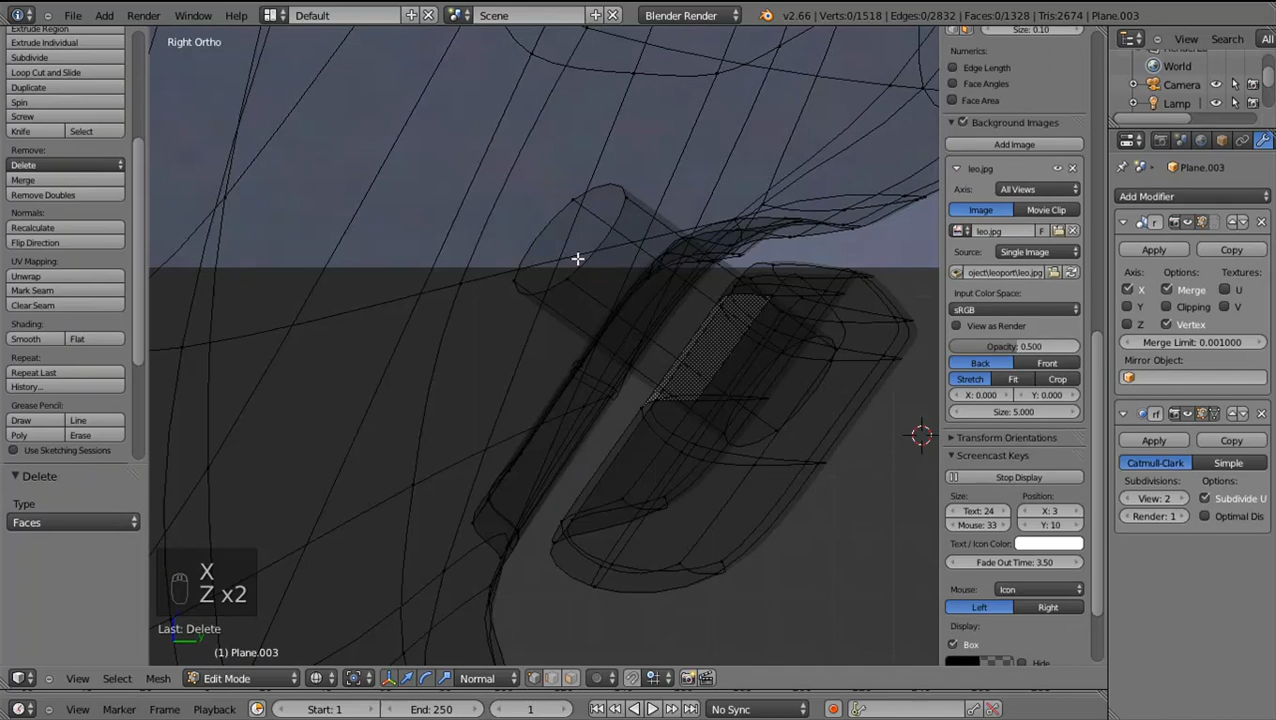 File Add Render Window Help Default Scene Blender Render v2.66 | Verts:0/1518 | Edges:0/2832 | Faces:0/1328 | Tris:2674 | Plane.003
Right Ortho
Extrude Region
Extrude Individual
Subdivide
Loop Cut and Slide
Duplicate
Spin
Screw
Knife Select
Remove:
Delete
Merge
Remove Doubles
Normals:
Recalculate
Flip Direction
UV Mapping:
Unwrap
Mark Seam
Clear Seam
Shading:
Smooth Flat
Repeat:
Repeat Last
History...
Grease Pencil:
Draw Line
Poly Erase
Use Sketching Sessions
Delete
Type
Faces
X
Z x2
Last: Delete
y
(1) Plane.003
Size: 0.10
Numerics:
Edge Length
Face Angles
Face Area
Background Images
Add Image
leo.jpg
Axis: All Views
Image Movie Clip
leo.jpg F
Source: Single Image
oject\leoport\leo.jpg
Input Color Space:
sRGB
View as Render
Opacity: 0.500
Back Front
Stretch Fit Crop
X: 0.000 Y: 0.000
Size: 5.000
Transform Orientations
Screencast Keys
Stop Display
Size: Position:
Text: 24 X: 3
Mouse: 33 Y: 10
Text / Icon Color:
Fade Out Time: 3.50
Mouse: Icon
Left Right
Display:
Box
Hide
View Search All
World
Camera
Lamp
Plane.003
Add Modifier
Apply Copy
Axis: Options: Textures:
X Merge U
Y Clipping V
Z Vertex
Merge Limit: 0.001000
Mirror Object:
Apply Copy
Catmull-Clark Simple
Subdivisions: Options:
View: 2 Subdivide U
Render: 1 Optimal Dis
View Select Mesh Edit Mode Normal
View Marker Frame Playback Start: 1 End: 250 1 No Sync